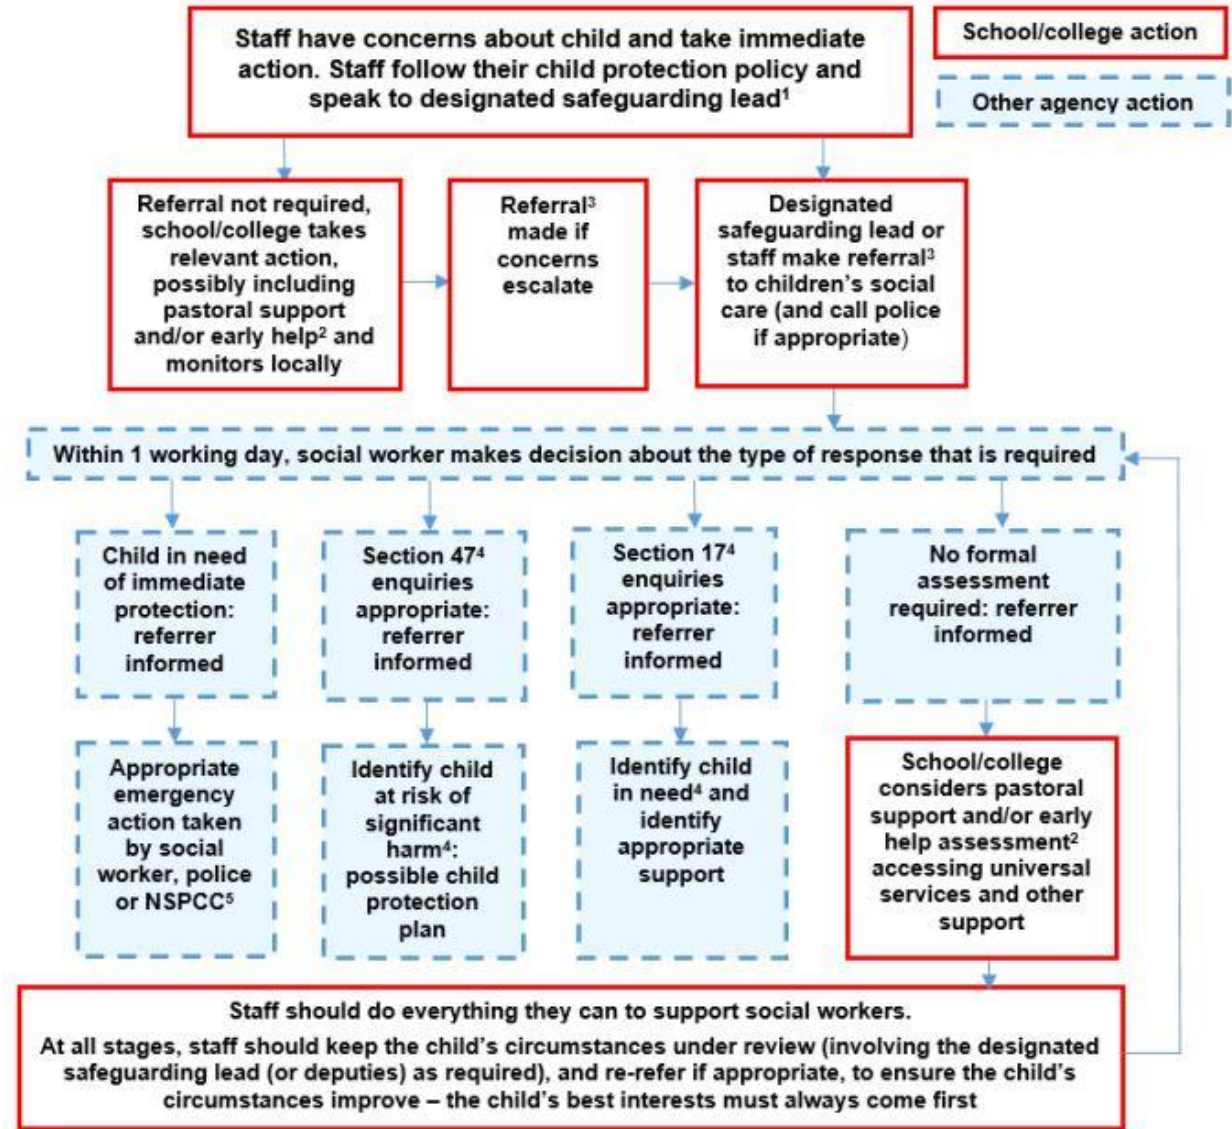 Staff have concerns about child and take immediate
action. Staff follow their child protection policy and
speak to designated safeguarding lead¹
School/college action
Other agency action
Referral not required,
school/college takes
relevant action,
possibly including
pastoral support
and/or early help² and
monitors locally
Referral³
made if
concerns
escalate
Designated
safeguarding lead or
staff make referral³
to children’s social
care (and call police
if appropriate)
Within 1 working day, social worker makes decision about the type of response that is required
Child in need
of immediate
protection:
referrer
informed
Section 47⁴
enquiries
appropriate:
referrer
informed
Section 17⁴
enquiries
appropriate:
referrer
informed
No formal
assessment
required: referrer
informed
Appropriate
emergency
action taken
by social
worker, police
or NSPCC⁵
Identify child
at risk of
significant
harm⁴:
possible child
protection
plan
Identify child
in need⁴ and
identify
appropriate
support
School/college
considers pastoral
support and/or early
help assessment²
accessing universal
services and other
support
Staff should do everything they can to support social workers.
At all stages, staff should keep the child’s circumstances under review (involving the designated
safeguarding lead (or deputies) as required), and re-refer if appropriate, to ensure the child’s
circumstances improve – the child’s best interests must always come first